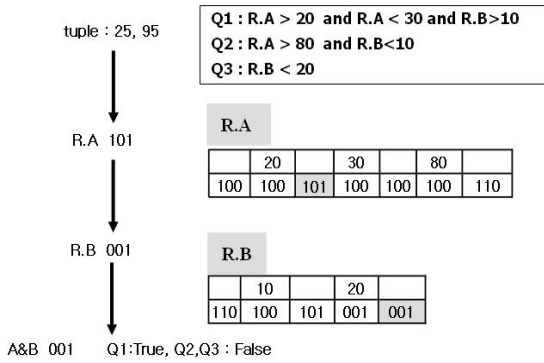 tuple : 25, 95
Q1 : R.A > 20 and R.A < 30 and R.B>10
Q2 : R.A > 80 and R.B<10
Q3 : R.B < 20
R.A 101
R.A
20 30 80
100 100 101 100 100 100 110
R.B 001
R.B
10 20
110 100 101 001 001
A&B 001 Q1:True, Q2,Q3 : False